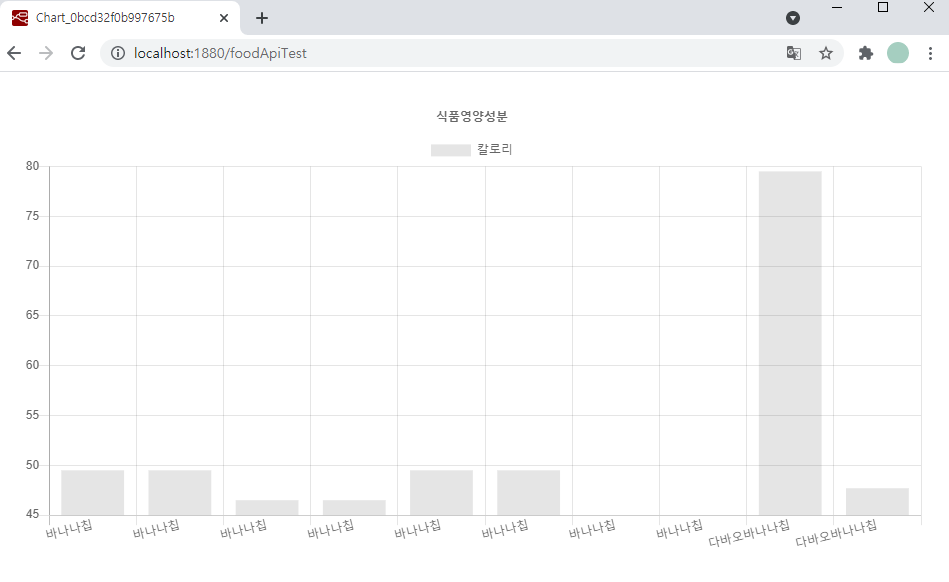 Chart_0bcd32f0b997675b
localhost:1880/foodApiTest
식품영양성분
칼로리
80
75
70
65
60
55
50
45
바나나칩
바나나칩
바나나칩
바나나칩
바나나칩
바나나칩
바나나칩
바나나칩
다바오바나나칩
다바오바나나칩